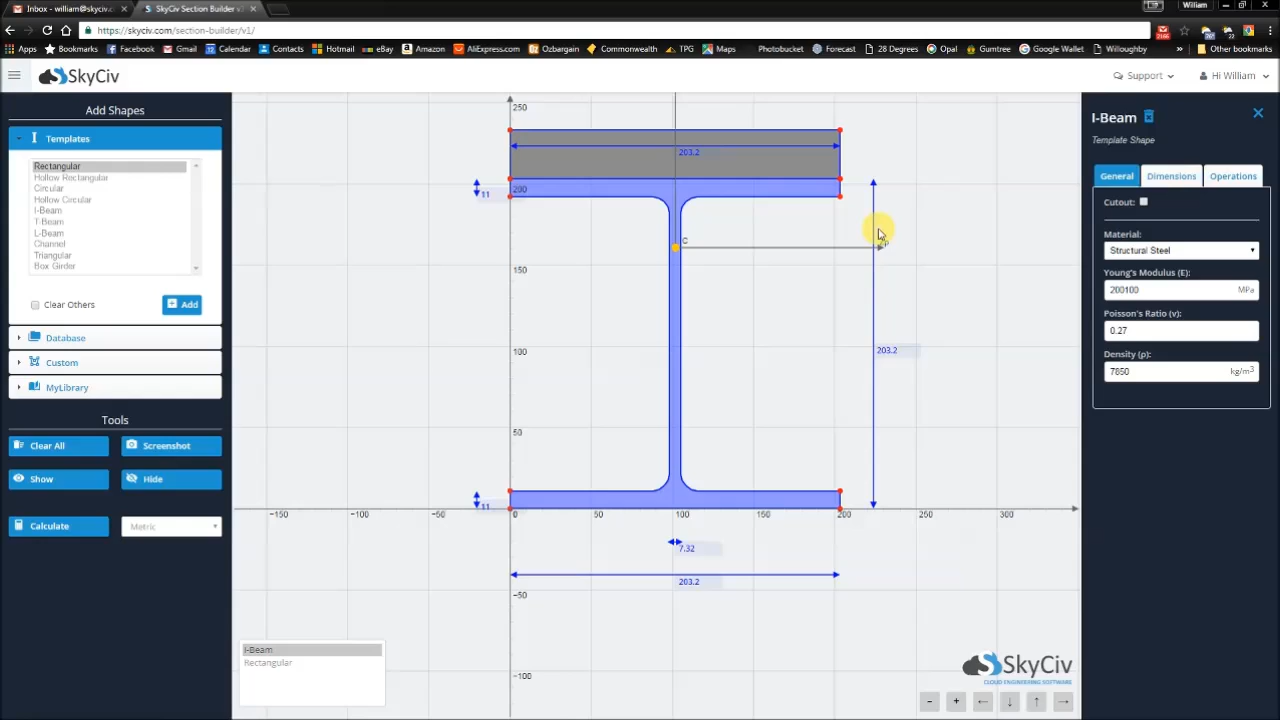 Inbox - william@skyciv.c
SkyCiv Section Builder v
William
https://skyciv.com/section-builder/v1/
Apps
Bookmarks
Facebook
Gmail
Calendar
Contacts
Hotmail
eBay
Amazon
AliExpress.com
Ozbargain
Commonwealth
TPG
Maps
Photobucket
Forecast
28 Degrees
Opal
Gumtree
Google Wallet
Willoughby
»
Other bookmarks
SkyCiv
Support
Hi William
Add Shapes
Templates
Rectangular
Hollow Rectangular
Circular
Hollow Circular
I-Beam
T-Beam
L-Beam
Channel
Triangular
Box Girder
Clear Others
Add
Database
Custom
MyLibrary
Tools
Clear All
Screenshot
Show
Hide
Calculate
Metric
250
203.2
11
200
C
150
203.2
100
50
11
-150
-100
-50
0
50
100
150
200
250
300
7.32
203.2
-50
-100
I-Beam
Rectangular
SkyCiv
CLOUD ENGINEERING SOFTWARE
- + ← ↓ ↑ →
I-Beam
Template Shape
General
Dimensions
Operations
Cutout:
Material:
Structural Steel
Young's Modulus (E):
200100 MPa
Poisson's Ratio (v):
0.27
Density (ρ):
7850 kg/m³